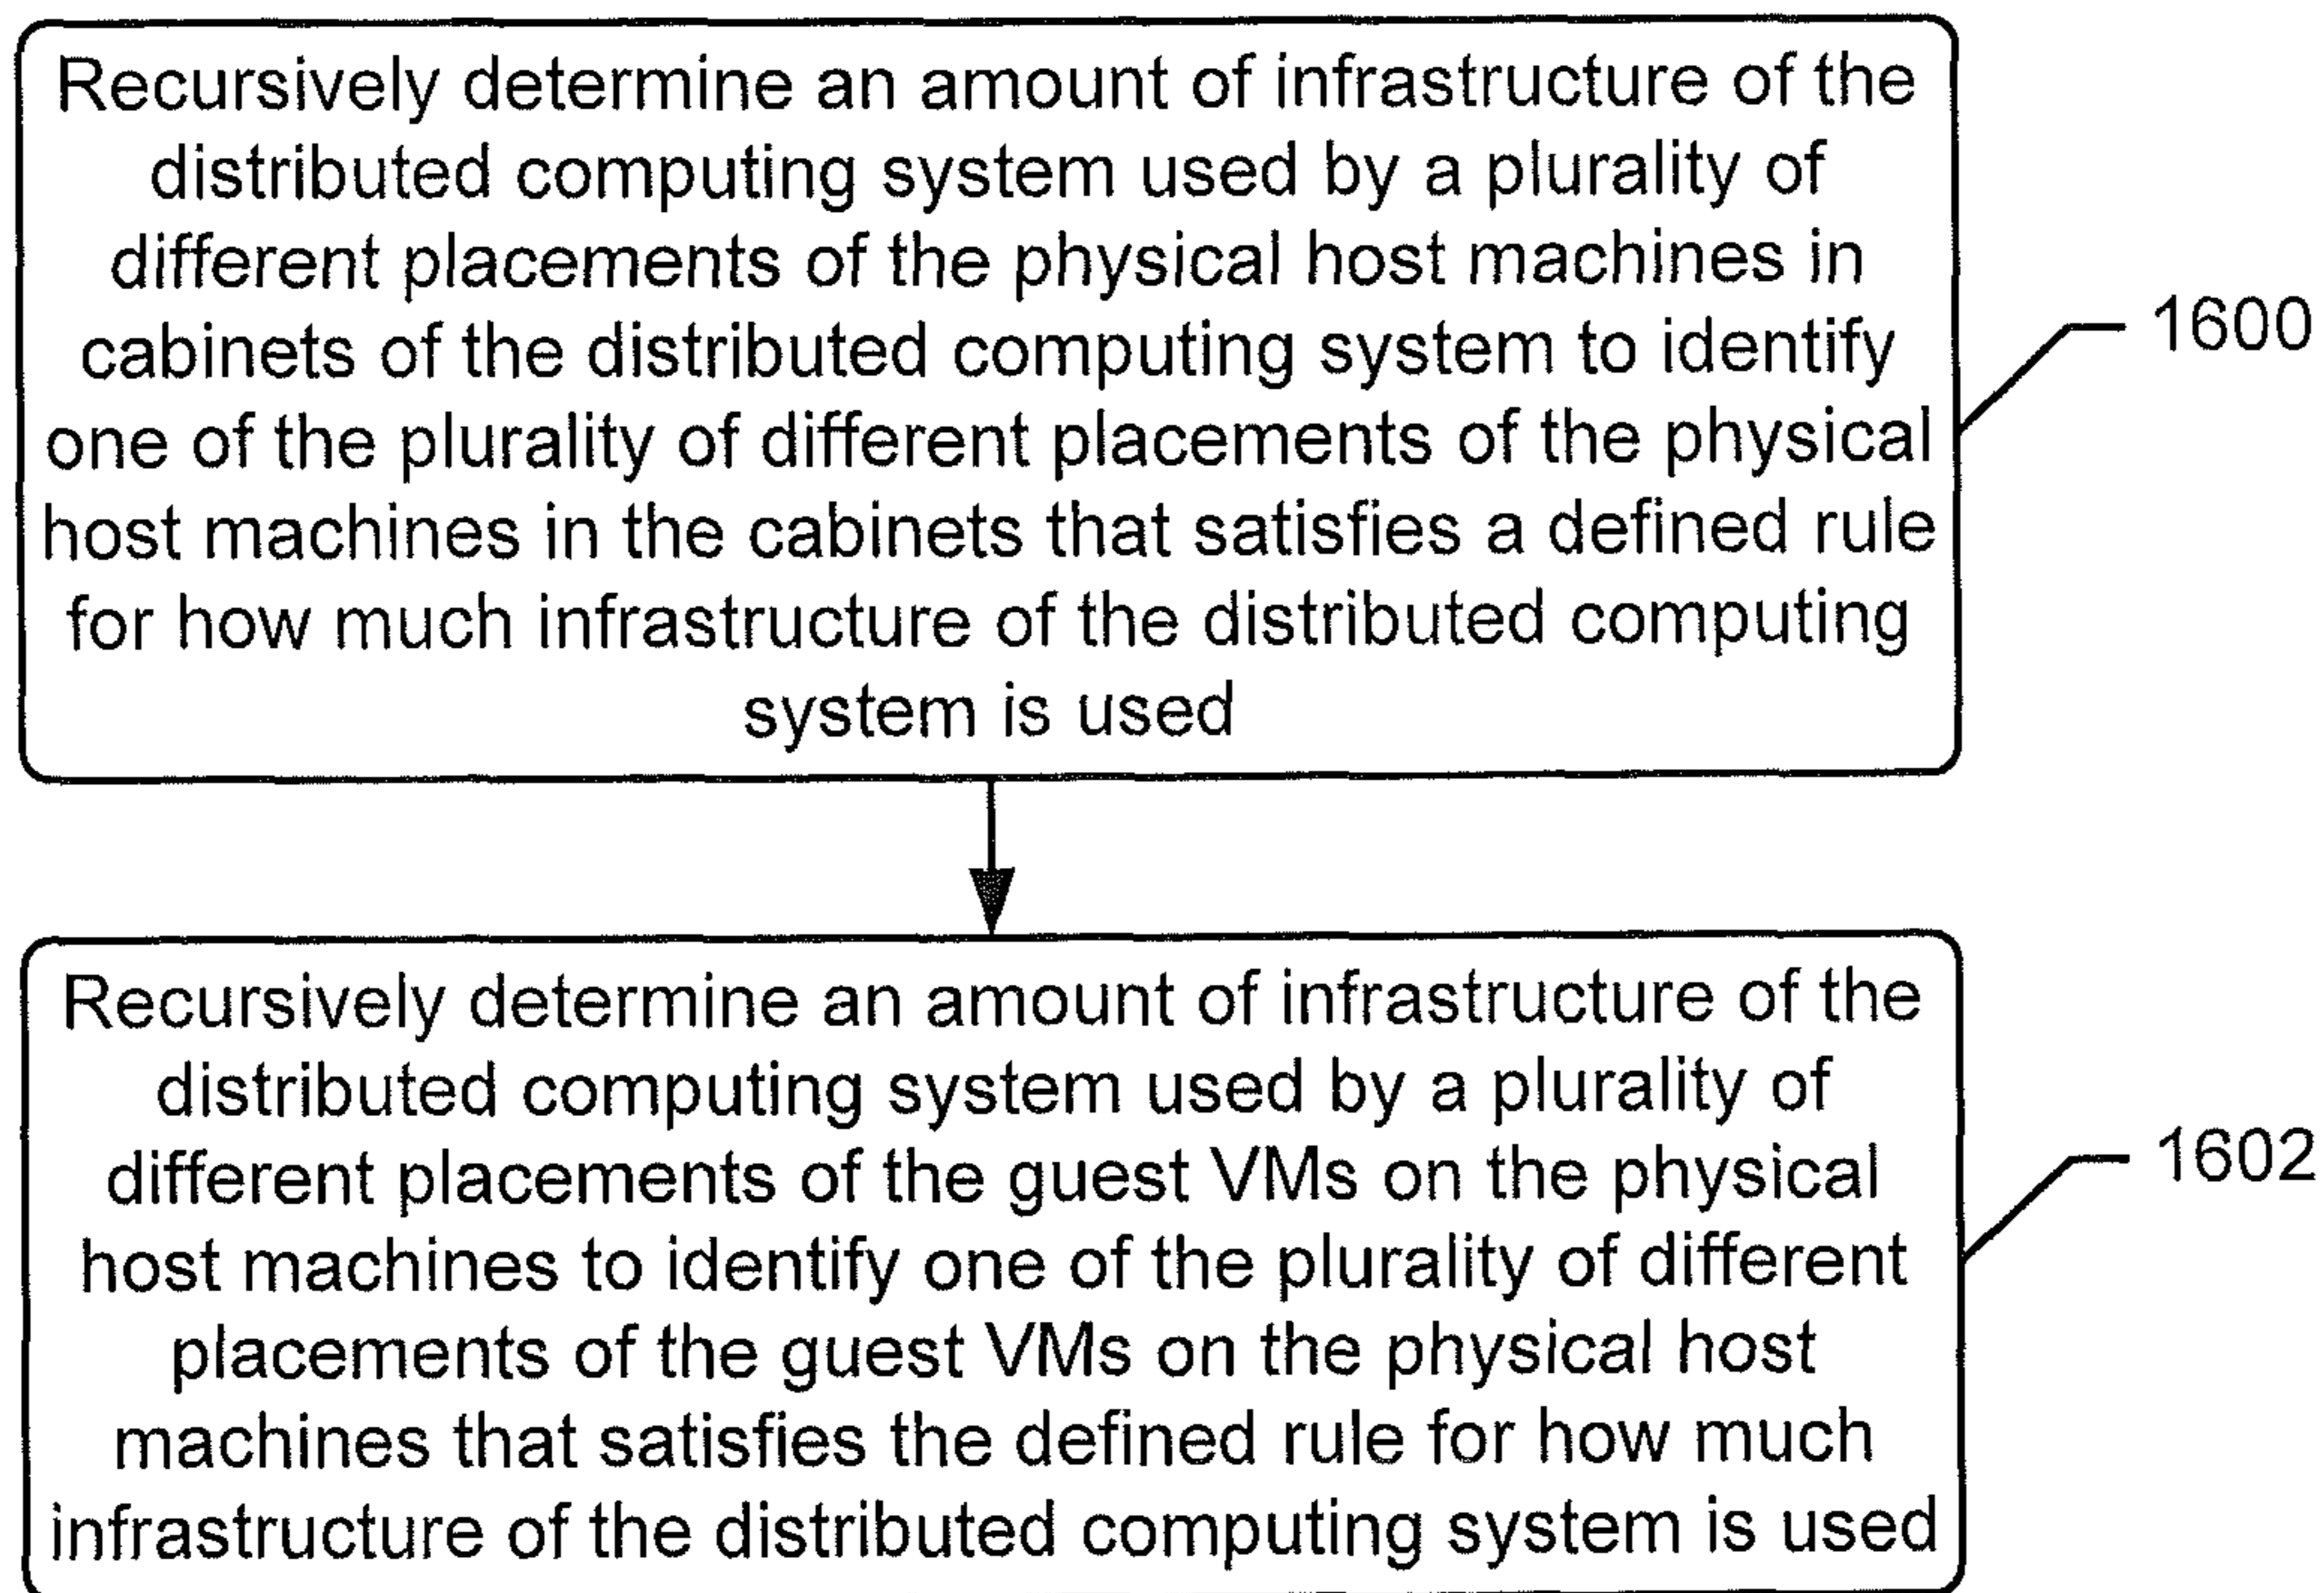 Recursively determine an amount of infrastructure of the
distributed computing system used by a plurality of
different placements of the physical host machines in
cabinets of the distributed computing system to identify
one of the plurality of different placements of the physical
host machines in the cabinets that satisfies a defined rule
for how much infrastructure of the distributed computing
system is used
1600
Recursively determine an amount of infrastructure of the
distributed computing system used by a plurality of
different placements of the guest VMs on the physical
host machines to identify one of the plurality of different
placements of the guest VMs on the physical host
machines that satisfies the defined rule for how much
infrastructure of the distributed computing system is used
1602